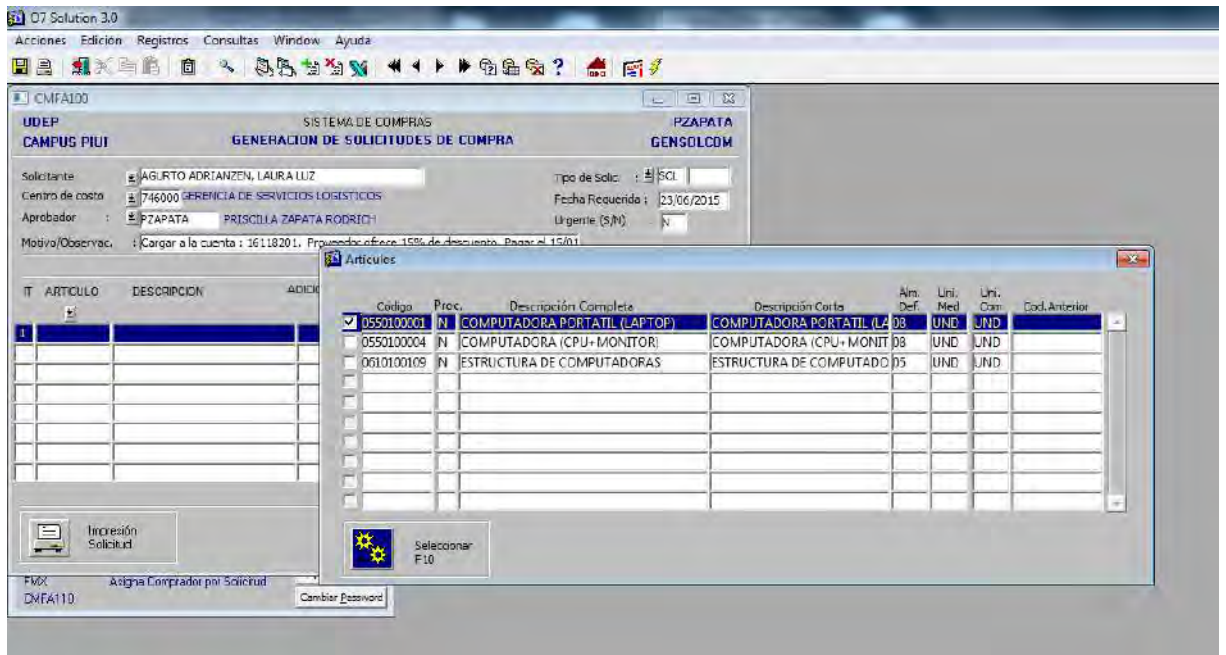 O7 Solution 3.0
Acciones Edición Registros Consultas Window Ayuda
CMFA100
UDEP SISTEMA DE COMPRAS PZAPATA
CAMPUS PIUI GENERACION DE SOLICITUDES DE COMPRA GENSOLCOM
Solicitante AGURTO ADRIANZEN, LAURA LUZ Tipo de Solic. : SCL
Centro de costo 746000 GERENCIA DE SERVICIOS LOGISTICOS Fecha Requerida : 23/06/2015
Aprobador : PZAPATA PRISCILLA ZAPATA RODRICH Urgente (S/N) N
Motivo/Observac. : Cargar a la cuenta : 16118201. Proveedor ofrece 15% de descuento. Pagar el 15/01
IT ARTICULO DESCRIPCION ADICIO
1
Artículos
Código Proc. Descripción Completa Descripción Corta Alm. Def. Uni. Med Uni. Com Cod.Anterior
0550100001 N COMPUTADORA PORTATIL (LAPTOP) COMPUTADORA PORTATIL (LA 08 UND UND
0550100004 N COMPUTADORA (CPU+MONITOR) COMPUTADORA (CPU+MONIT 08 UND UND
0610100109 N ESTRUCTURA DE COMPUTADORAS ESTRUCTURA DE COMPUTADO 05 UND UND
Seleccionar
F10
Impresión
Solicitud
FMX Asigna Comprador por Solicitud
CMFA110 Cambiar Password